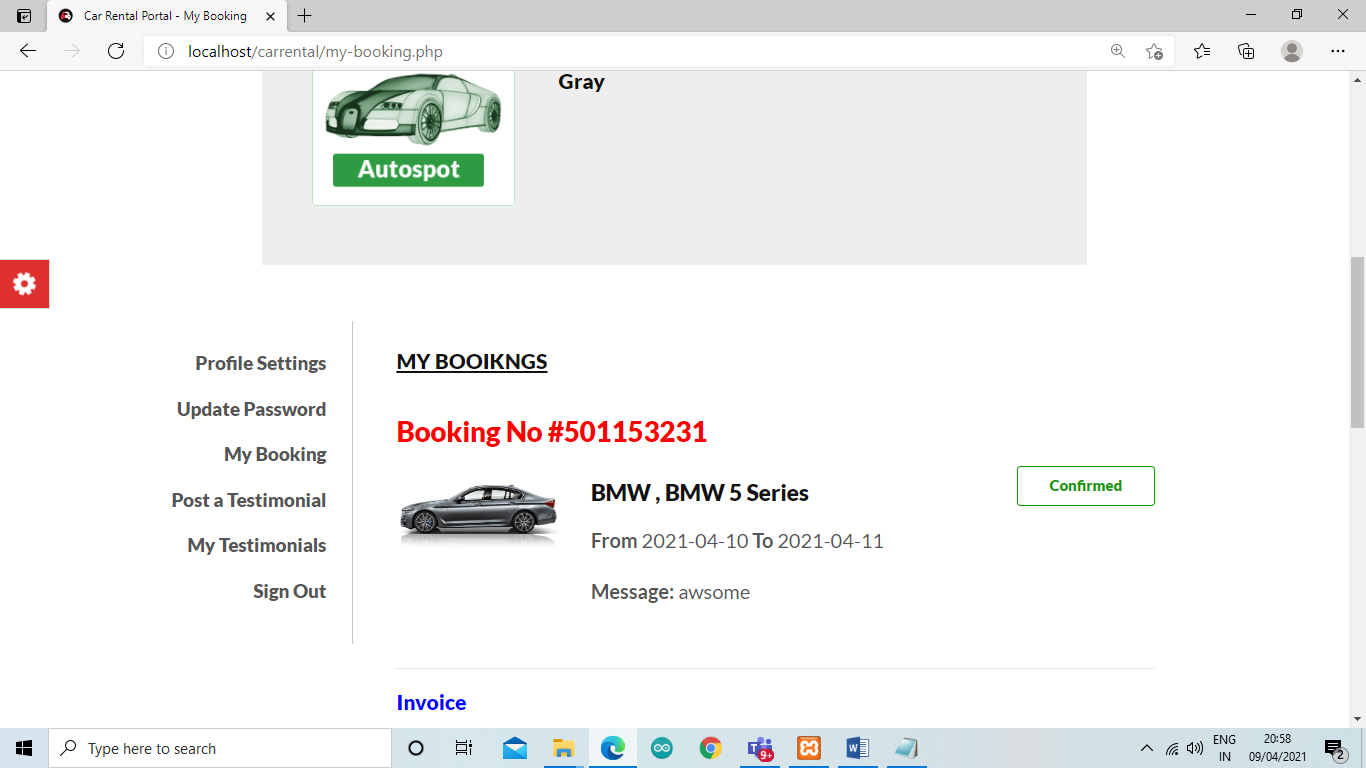 Car Rental Portal - My Booking
localhost/carrental/my-booking.php
Gray
Autospot
Profile Settings
Update Password
My Booking
Post a Testimonial
My Testimonials
Sign Out
MY BOOIKNGS
Booking No #501153231
BMW , BMW 5 Series
Confirmed
From 2021-04-10 To 2021-04-11
Message: awsome
Invoice
Type here to search
9+
ENG
IN
20:58
09/04/2021
2